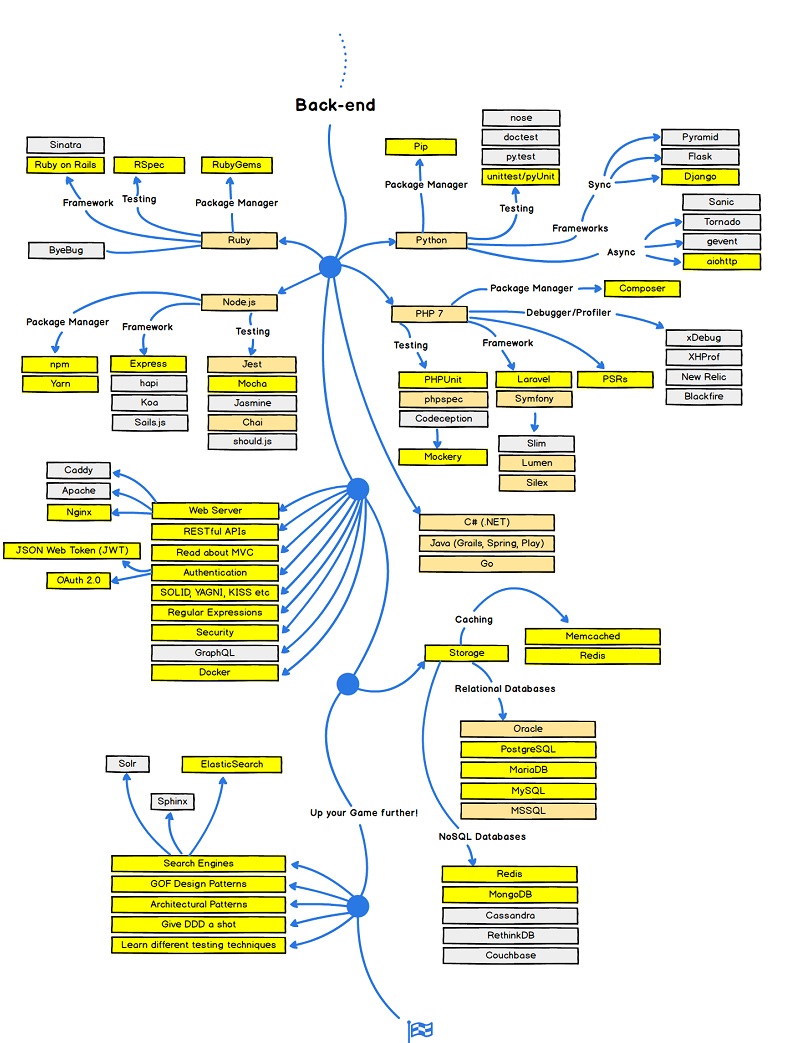 Back-end
Sinatra
Ruby on Rails
RSpec
RubyGems
Framework
Testing
Package Manager
Ruby
ByeBug
Pip
Package Manager
nose
doctest
py.test
unittest/pyUnit
Testing
Python
Sync
Pyramid
Flask
Django
Frameworks
Async
Sanic
Tornado
gevent
aiohttp
Node.js
Package Manager
Framework
Testing
npm
Yarn
Express
hapi
Koa
Sails.js
Jest
Mocha
Jasmine
Chai
should.js
PHP 7
Package Manager
Composer
Debugger/Profiler
xDebug
XHProf
New Relic
Blackfire
Testing
Framework
PHPUnit
phpspec
Codeception
Mockery
Laravel
Symfony
Slim
Lumen
Silex
PSRs
Caddy
Apache
Nginx
Web Server
RESTful APIs
JSON Web Token (JWT)
Read about MVC
Authentication
OAuth 2.0
SOLID, YAGNI, KISS etc
Regular Expressions
Security
GraphQL
Docker
C# (.NET)
Java (Grails, Spring, Play)
Go
Caching
Memcached
Redis
Storage
Relational Databases
Oracle
PostgreSQL
MariaDB
MySQL
MSSQL
NoSQL Databases
Redis
MongoDB
Cassandra
RethinkDB
Couchbase
Up your Game further!
Solr
Sphinx
ElasticSearch
Search Engines
GOF Design Patterns
Architectural Patterns
Give DDD a shot
Learn different testing techniques